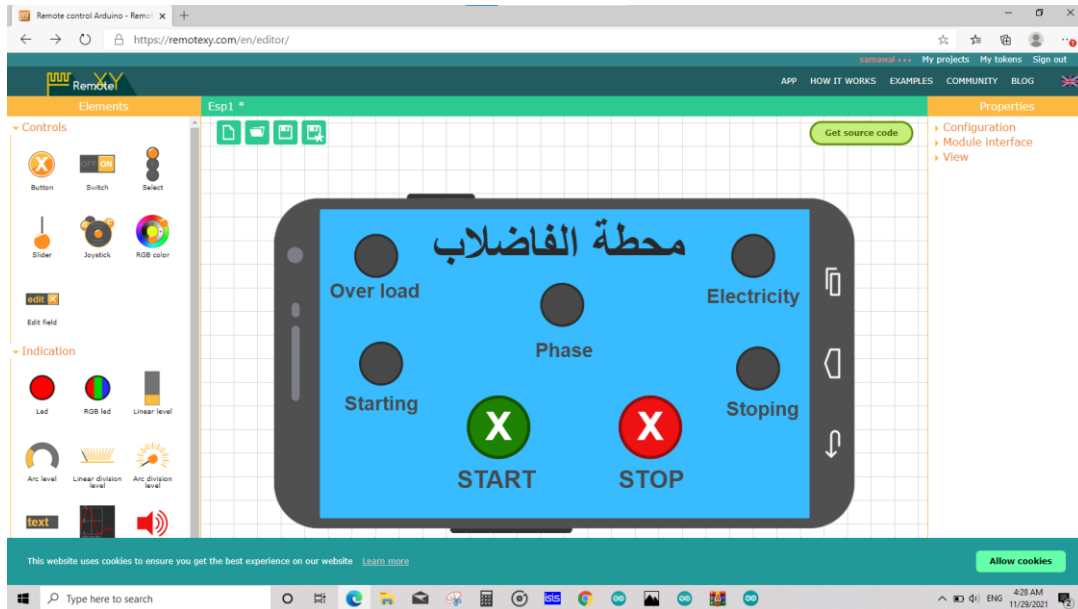 Remote control Arduino - Remot
https://remotexy.com/en/editor/
samawal My projects My tokens Sign out
RemoteXY
APP HOW IT WORKS EXAMPLES COMMUNITY BLOG
Elements
Esp1 *
Properties
Controls
Get source code
Configuration
Module interface
View
OFF ON
Button Switch Select
Slider Joystick RGB color
edit
Edit field
Indication
Led RGB led Linear level
Arc level Linear division level Arc division level
text
محطة الفاضلاب
Over load
Electricity
Phase
Starting
Stoping
X X
START STOP
This website uses cookies to ensure you get the best experience on our website Learn more
Allow cookies
Type here to search
isis
ENG
4:28 AM
11/29/2021